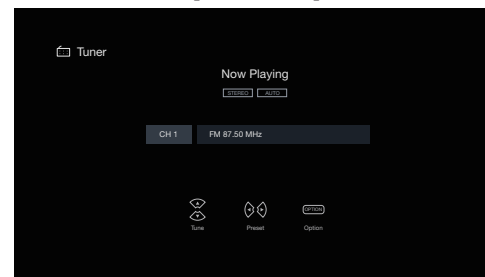 Tuner
Now Playing
STEREO AUTO
CH 1 FM 87.50 MHz
OPTION
Tune Preset Option